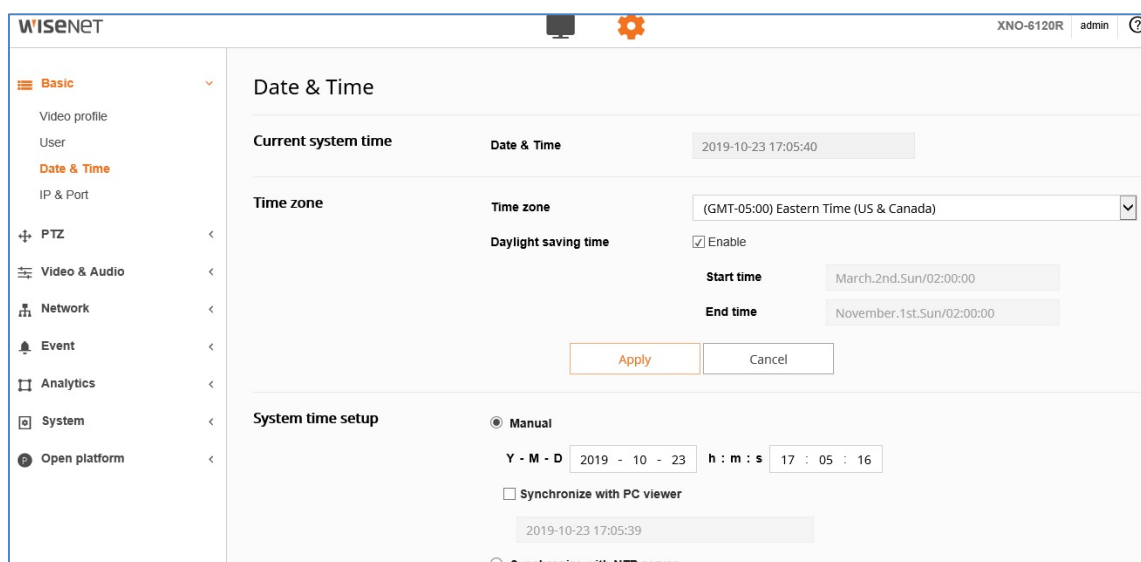 WISENET
XNO-6120R admin ?
Basic
Video profile
User
Date & Time
IP & Port
PTZ
Video & Audio
Network
Event
Analytics
System
P Open platform
Date & Time
Current system time Date & Time 2019-10-23 17:05:40
Time zone Time zone (GMT-05:00) Eastern Time (US & Canada)
Daylight saving time Enable
Start time March.2nd.Sun/02:00:00
End time November.1st.Sun/02:00:00
Apply Cancel
System time setup Manual
Y - M - D 2019 - 10 - 23 h : m : s 17 : 05 : 16
Synchronize with PC viewer
2019-10-23 17:05:39
Synchronize with NTP server